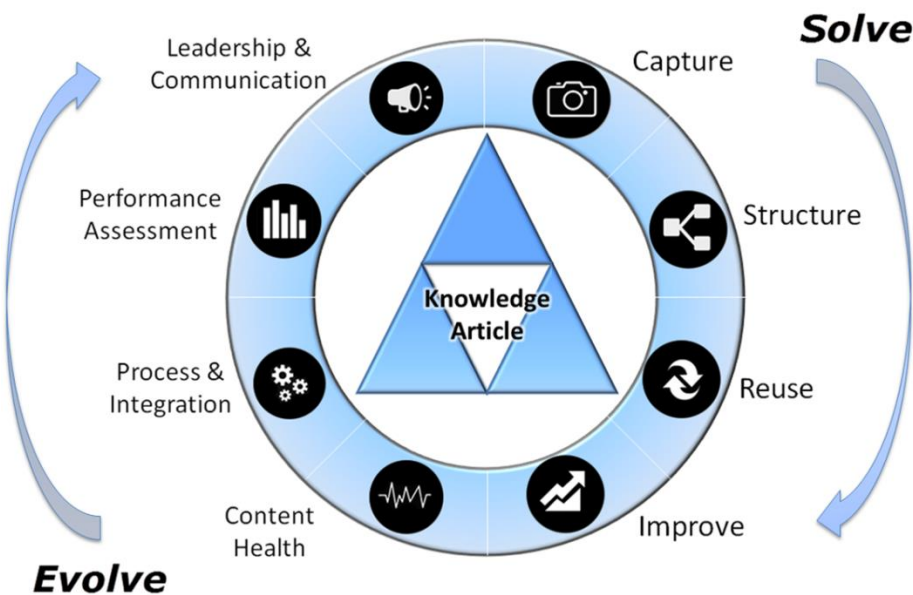 Solve
Leadership &
Communication
Capture
Performance
Assessment
Structure
Knowledge
Article
Process &
Integration
Reuse
Content
Health
Improve
Evolve